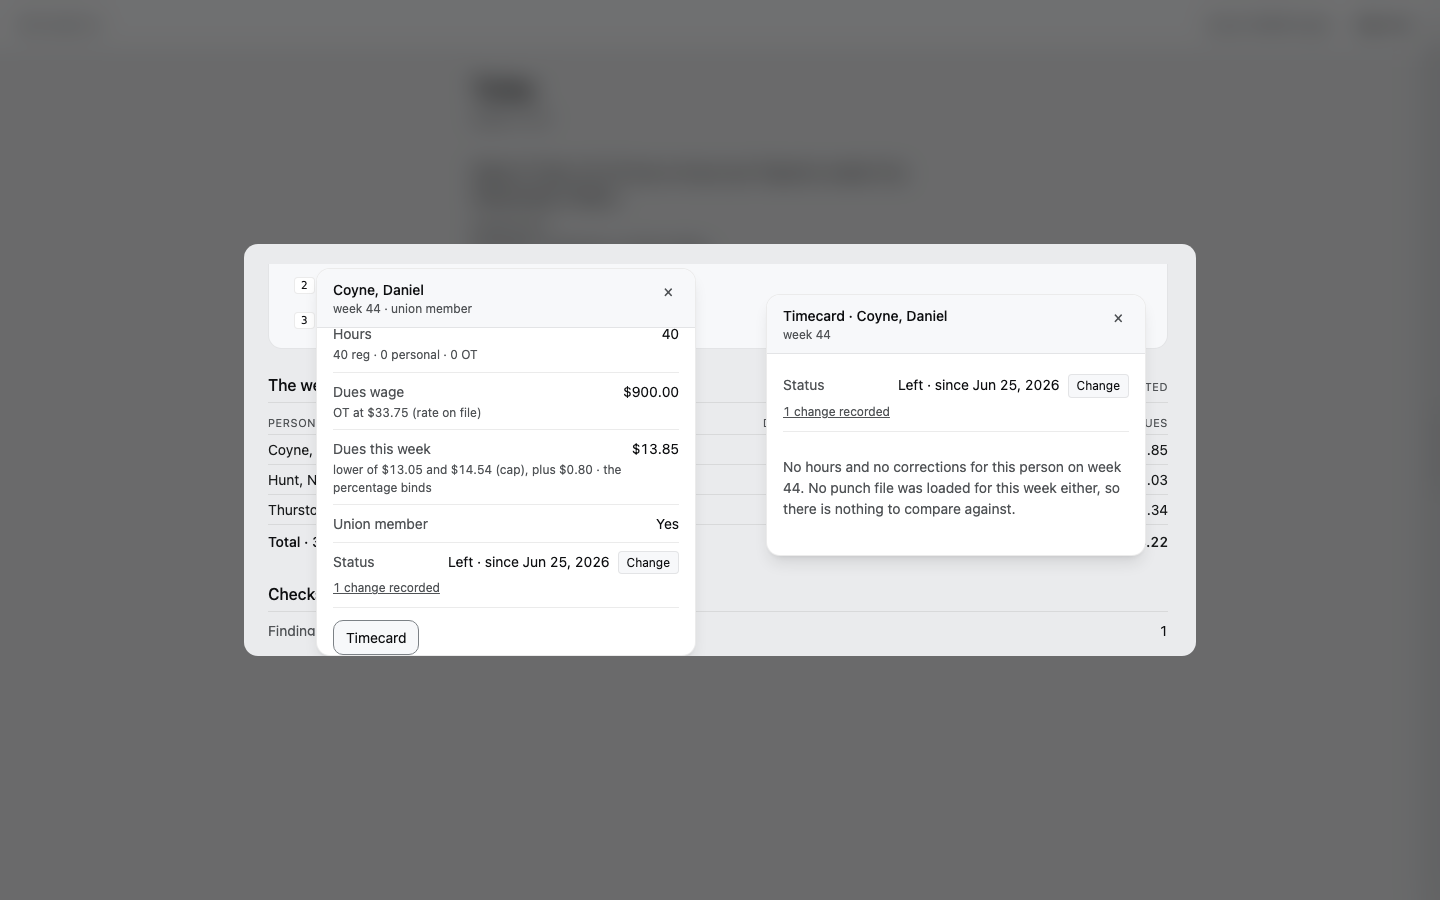 2
3
Coyne, Daniel
week 44 · union member
×
Hours 40
40 reg · 0 personal · 0 OT
Dues wage $900.00
OT at $33.75 (rate on file)
Dues this week $13.85
lower of $13.05 and $14.54 (cap), plus $0.80 · the
percentage binds
Union member Yes
Status Left · since Jun 25, 2026 Change
1 change recorded
Timecard
Timecard · Coyne, Daniel
week 44
×
Status Left · since Jun 25, 2026 Change
1 change recorded
No hours and no corrections for this person on week
44. No punch file was loaded for this week either, so
there is nothing to compare against.
The we
TED
PERSON
UES
Coyne, .85
Hunt, N .03
Thursto .34
Total · 3 .22
Check
Finding 1